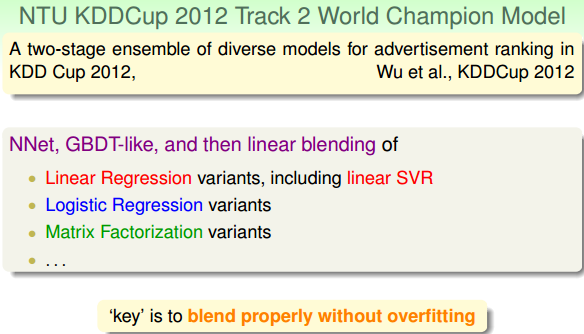 NTU KDDCup 2012 Track 2 World Champion Model
A two-stage ensemble of diverse models for advertisement ranking in
KDD Cup 2012, Wu et al., KDDCup 2012
NNet, GBDT-like, and then linear blending of
• Linear Regression variants, including linear SVR
• Logistic Regression variants
• Matrix Factorization variants
• ...
‘key’ is to blend properly without overfitting